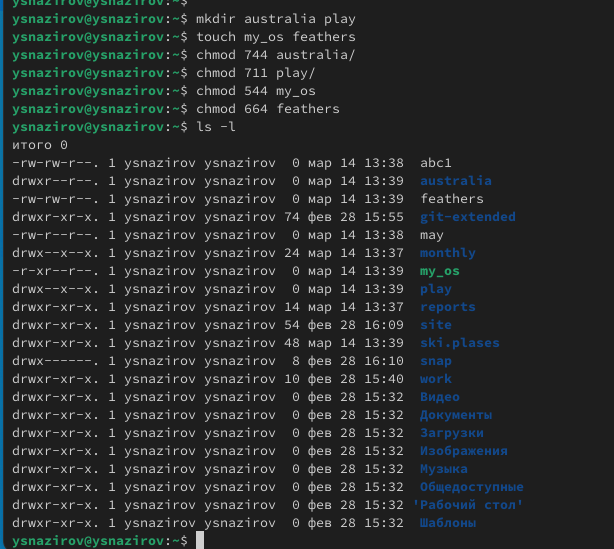 ysnazirov@ysnazirov:~$
ysnazirov@ysnazirov:~$ mkdir australia play
ysnazirov@ysnazirov:~$ touch my_os feathers
ysnazirov@ysnazirov:~$ chmod 744 australia/
ysnazirov@ysnazirov:~$ chmod 711 play/
ysnazirov@ysnazirov:~$ chmod 544 my_os
ysnazirov@ysnazirov:~$ chmod 664 feathers
ysnazirov@ysnazirov:~$ ls -l
итого 0
-rw-rw-r--. 1 ysnazirov ysnazirov  0 мар 14 13:38  abc1
drwxr--r--. 1 ysnazirov ysnazirov  0 мар 14 13:39  australia
-rw-rw-r--. 1 ysnazirov ysnazirov  0 мар 14 13:39  feathers
drwxr-xr-x. 1 ysnazirov ysnazirov 74 фев 28 15:55  git-extended
-rw-r--r--. 1 ysnazirov ysnazirov  0 мар 14 13:38  may
drwx--x--x. 1 ysnazirov ysnazirov 24 мар 14 13:37  monthly
-r-xr--r--. 1 ysnazirov ysnazirov  0 мар 14 13:39  my_os
drwx--x--x. 1 ysnazirov ysnazirov  0 мар 14 13:39  play
drwxr-xr-x. 1 ysnazirov ysnazirov 14 мар 14 13:37  reports
drwxr-xr-x. 1 ysnazirov ysnazirov 54 фев 28 16:09  site
drwxr-xr-x. 1 ysnazirov ysnazirov 48 мар 14 13:39  ski.plases
drwx------. 1 ysnazirov ysnazirov  8 фев 28 16:10  snap
drwxr-xr-x. 1 ysnazirov ysnazirov 10 фев 28 15:40  work
drwxr-xr-x. 1 ysnazirov ysnazirov  0 фев 28 15:32  Видео
drwxr-xr-x. 1 ysnazirov ysnazirov  0 фев 28 15:32  Документы
drwxr-xr-x. 1 ysnazirov ysnazirov  0 фев 28 15:32  Загрузки
drwxr-xr-x. 1 ysnazirov ysnazirov  0 фев 28 15:32  Изображения
drwxr-xr-x. 1 ysnazirov ysnazirov  0 фев 28 15:32  Музыка
drwxr-xr-x. 1 ysnazirov ysnazirov  0 фев 28 15:32  Общедоступные
drwxr-xr-x. 1 ysnazirov ysnazirov  0 фев 28 15:32 'Рабочий стол'
drwxr-xr-x. 1 ysnazirov ysnazirov  0 фев 28 15:32  Шаблоны
ysnazirov@ysnazirov:~$